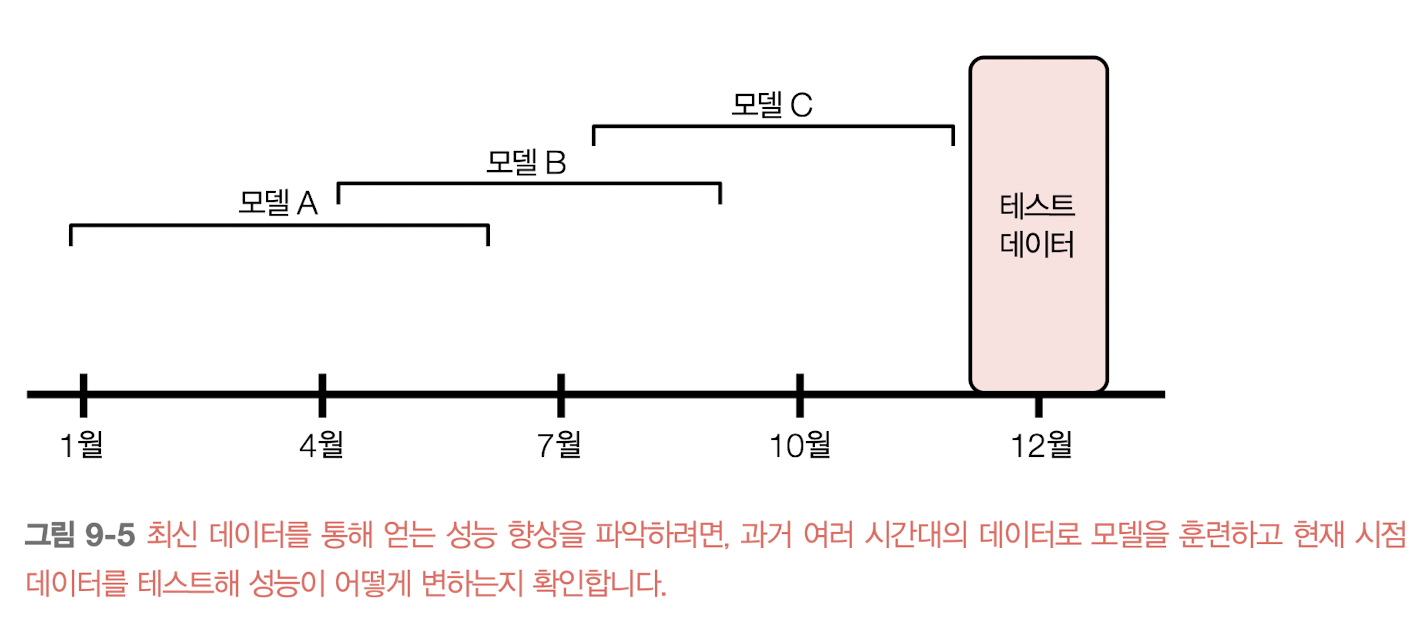 모델 C
모델 B
모델 A
테스트
데이터
1월
4월
7월
10월
12월
그림 9-5 최신 데이터를 통해 얻는 성능 향상을 파악하려면, 과거 여러 시간대의 데이터로 모델을 훈련하고 현재 시점
데이터를 테스트해 성능이 어떻게 변하는지 확인합니다.